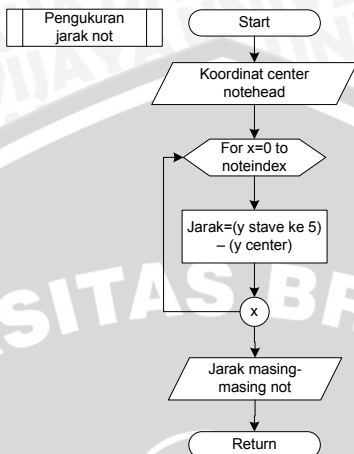 Pengukuran
jarak not
Start
Koordinat center
notehead
For x=0 to
noteindex
Jarak=(y stave ke 5)
– (y center)
x
Jarak masing-
masing not
Return